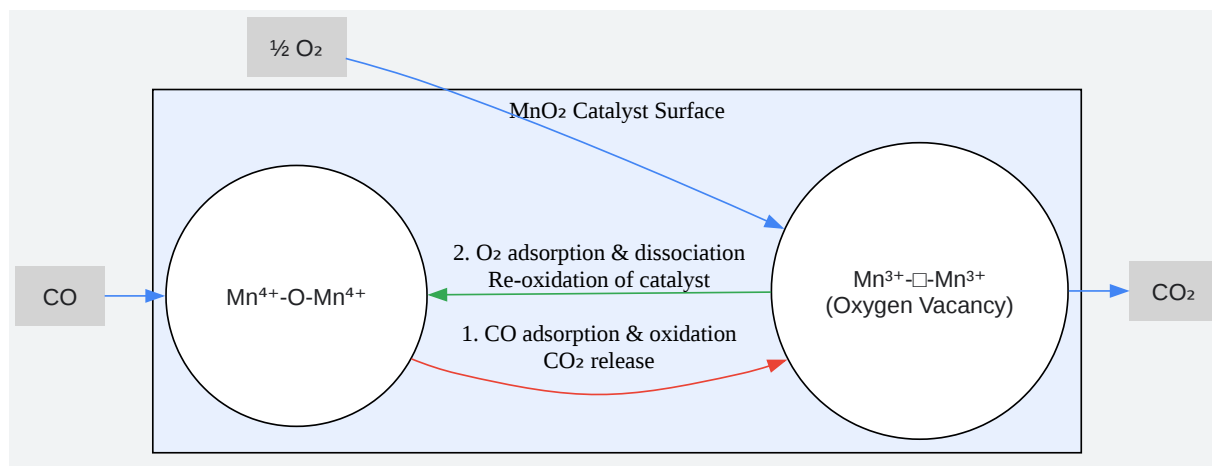 ½ O₂
MnO₂ Catalyst Surface
2. O₂ adsorption & dissociation
Re-oxidation of catalyst
CO
Mn⁴⁺-O-Mn⁴⁺
Mn³⁺-□-Mn³⁺
(Oxygen Vacancy)
CO₂
1. CO adsorption & oxidation
CO₂ release